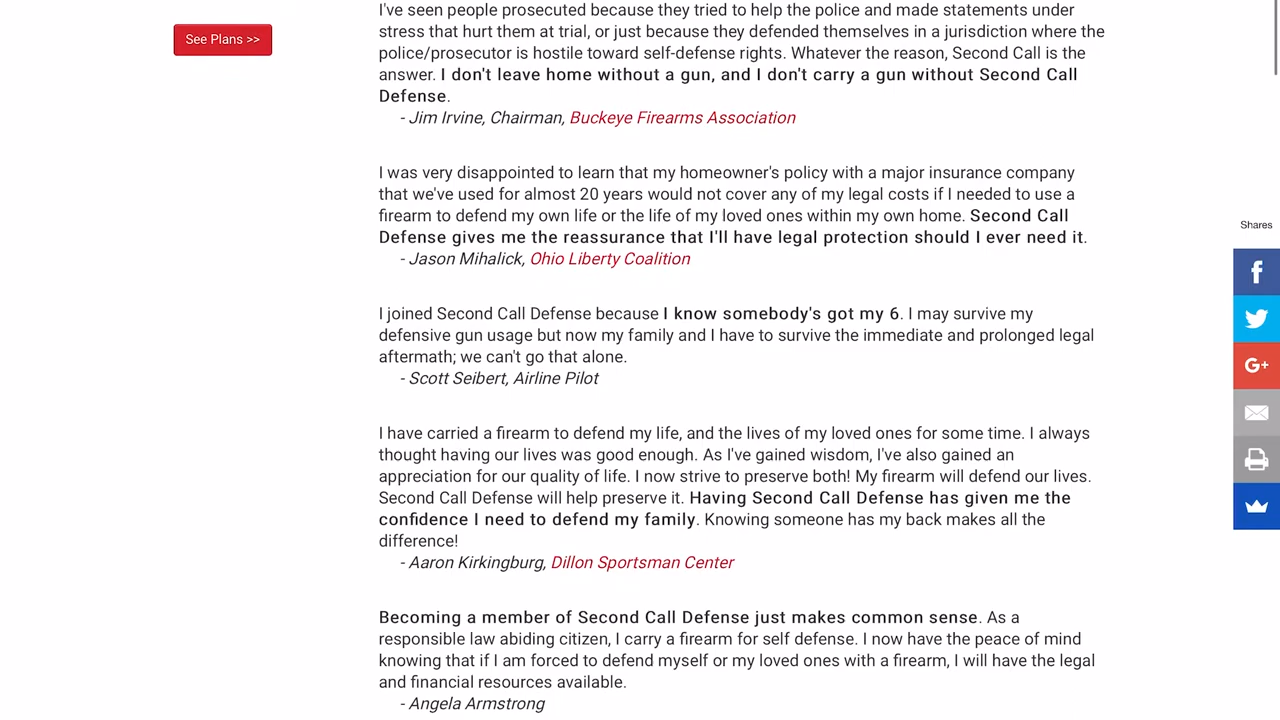 See Plans >>
I've seen people prosecuted because they tried to help the police and made statements under
stress that hurt them at trial, or just because they defended themselves in a jurisdiction where the
police/prosecutor is hostile toward self-defense rights. Whatever the reason, Second Call is the
answer. I don't leave home without a gun, and I don't carry a gun without Second Call
Defense.
- Jim Irvine, Chairman, Buckeye Firearms Association
I was very disappointed to learn that my homeowner's policy with a major insurance company
that we've used for almost 20 years would not cover any of my legal costs if I needed to use a
firearm to defend my own life or the life of my loved ones within my own home. Second Call
Defense gives me the reassurance that I'll have legal protection should I ever need it.
- Jason Mihalick, Ohio Liberty Coalition
I joined Second Call Defense because I know somebody's got my 6. I may survive my
defensive gun usage but now my family and I have to survive the immediate and prolonged legal
aftermath; we can't go that alone.
- Scott Seibert, Airline Pilot
I have carried a firearm to defend my life, and the lives of my loved ones for some time. I always
thought having our lives was good enough. As I've gained wisdom, I've also gained an
appreciation for our quality of life. I now strive to preserve both! My firearm will defend our lives.
Second Call Defense will help preserve it. Having Second Call Defense has given me the
confidence I need to defend my family. Knowing someone has my back makes all the
difference!
- Aaron Kirkingburg, Dillon Sportsman Center
Becoming a member of Second Call Defense just makes common sense. As a
responsible law abiding citizen, I carry a firearm for self defense. I now have the peace of mind
knowing that if I am forced to defend myself or my loved ones with a firearm, I will have the legal
and financial resources available.
- Angela Armstrong
Shares
f
G+